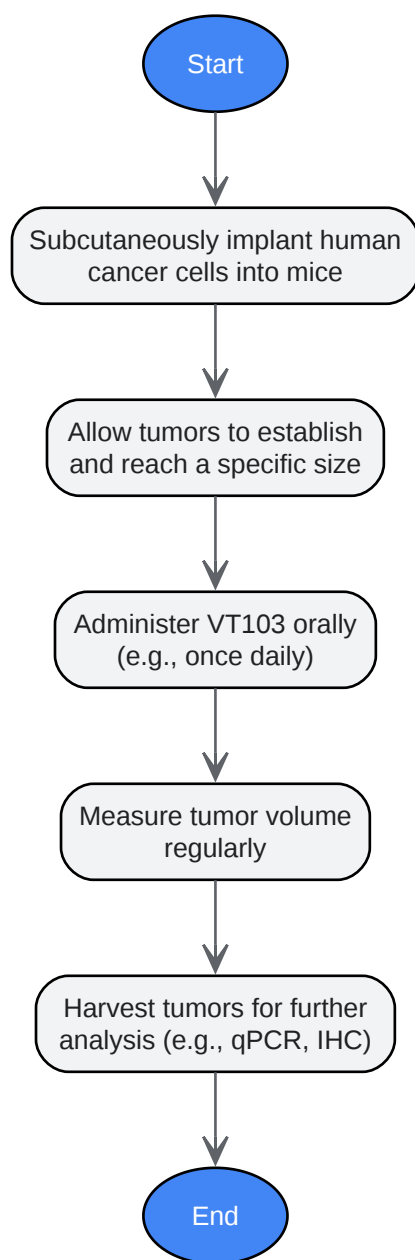 Start
Subcutaneously implant human
cancer cells into mice
Allow tumors to establish
and reach a specific size
Administer VT103 orally
(e.g., once daily)
Measure tumor volume
regularly
Harvest tumors for further
analysis (e.g., qPCR, IHC)
End